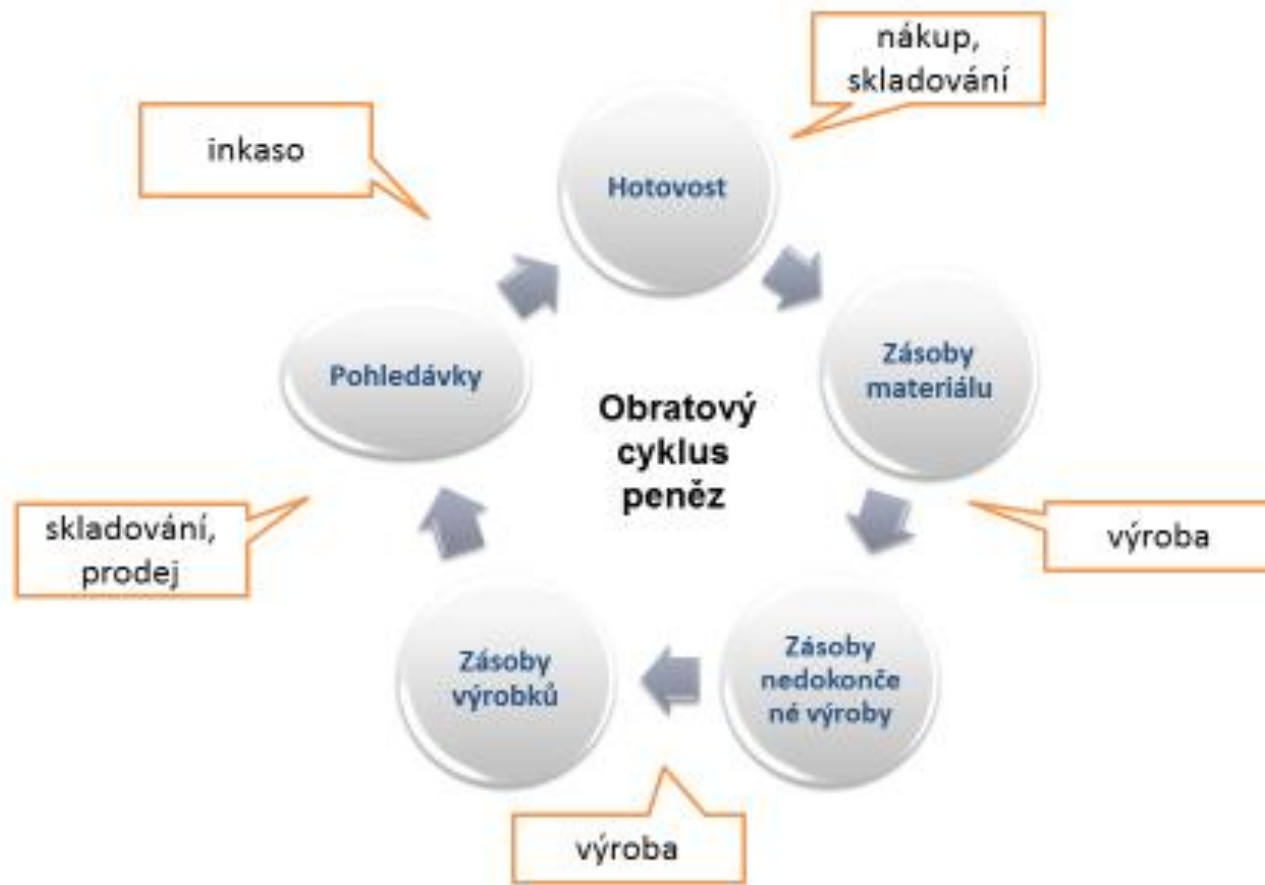 nákup,
skladování
inkaso
Hotovost
Pohledávky
Zásoby
materiálu
Obratový
cyklus
peněz
skladování,
prodej
výroba
Zásoby
výrobků
Zásoby
nedokonče
né výroby
výroba